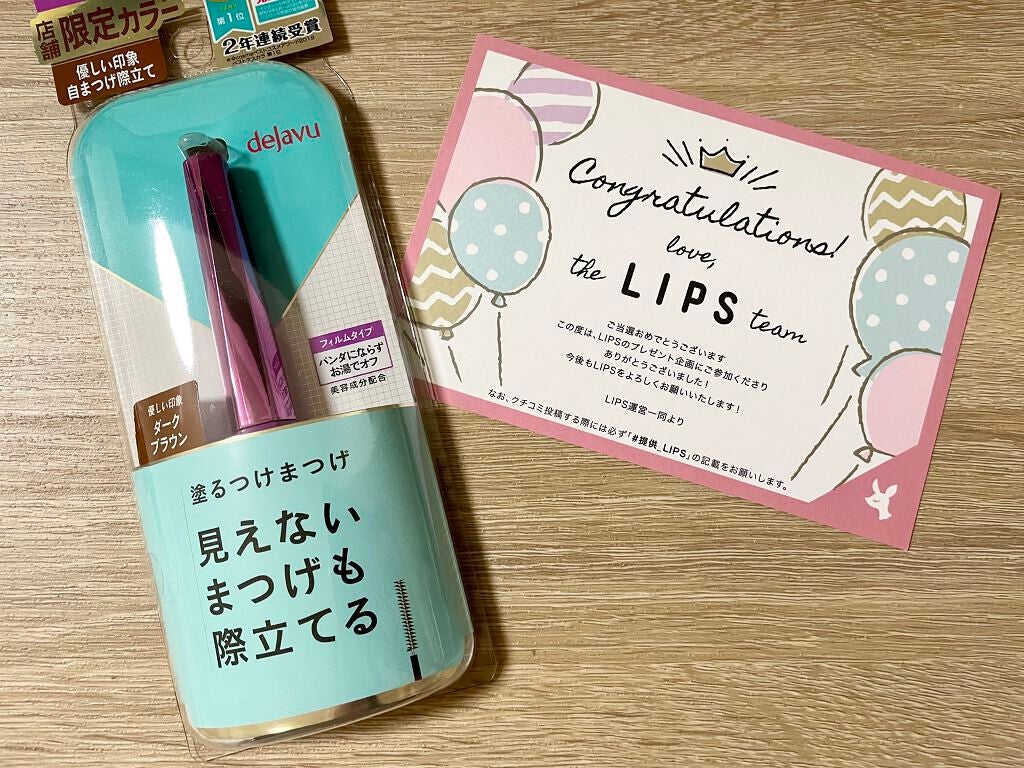 店舗
限定カラー
優しい印象
自まつげ際立て
第1位
2年連続受賞
ベストマスカラ 第1位
dejavu
フィルムタイプ
パンダにならず
お湯でオフ
美容成分配合
優しい印象
ダーク
ブラウン
塗るつけまつげ
見えない
まつげも
際立てる
Congratulations!
love,
the LIPS team
ご当選おめでとうございます
この度は、LIPSのプレゼント企画にご参加くださり
ありがとうございました!
今後もLIPSをよろしくお願いいたします!
LIPS運営一同より
なお、クチコミ投稿する際には必ず「#提供_LIPS」の記載をお願いします。